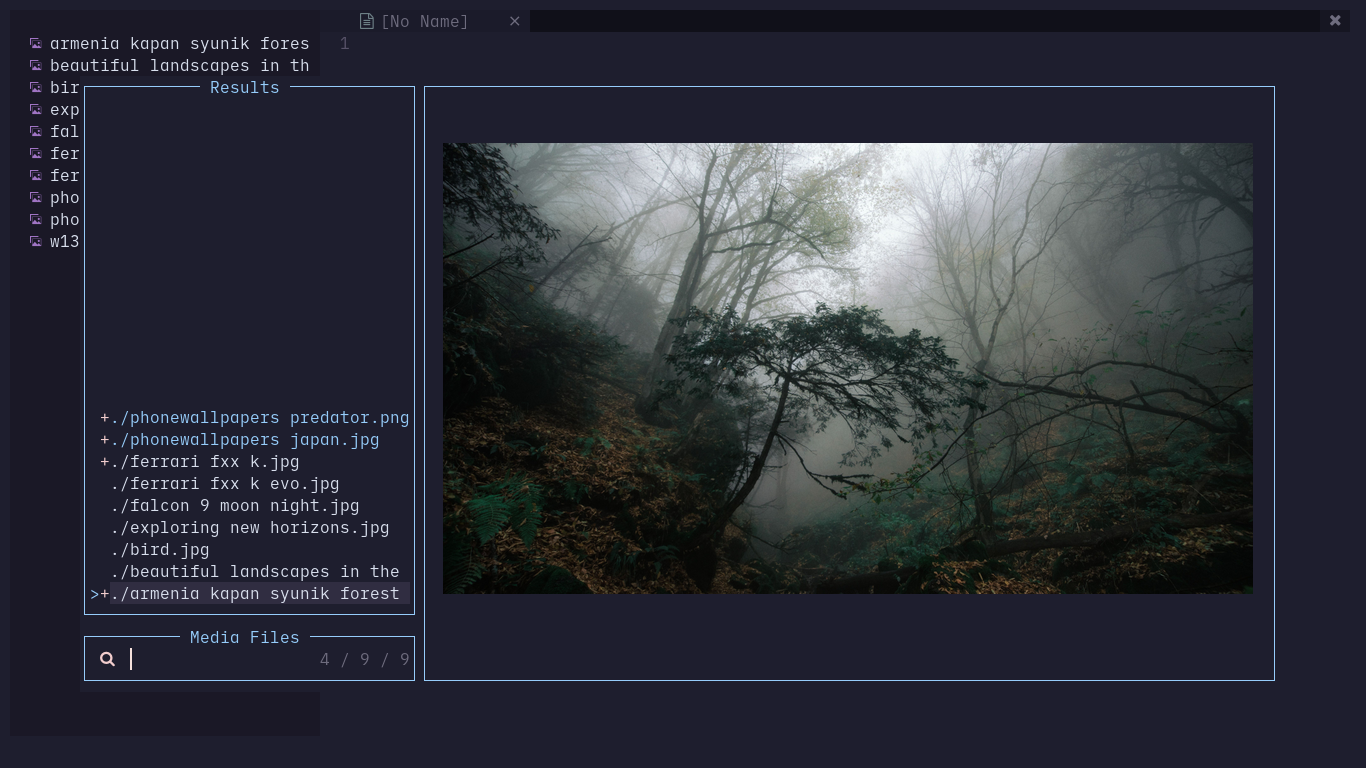 [No Name] ×
armenia kapan syunik fores 1
beautiful landscapes in th
bir
exp
fal
fer
fer
pho
pho
w13
Results
+./phonewallpapers predator.png
+./phonewallpapers japan.jpg
+./ferrari fxx k.jpg
./ferrari fxx k evo.jpg
./falcon 9 moon night.jpg
./exploring new horizons.jpg
./bird.jpg
./beautiful landscapes in the
>+./armenia kapan syunik forest
Media Files
4 / 9 / 9